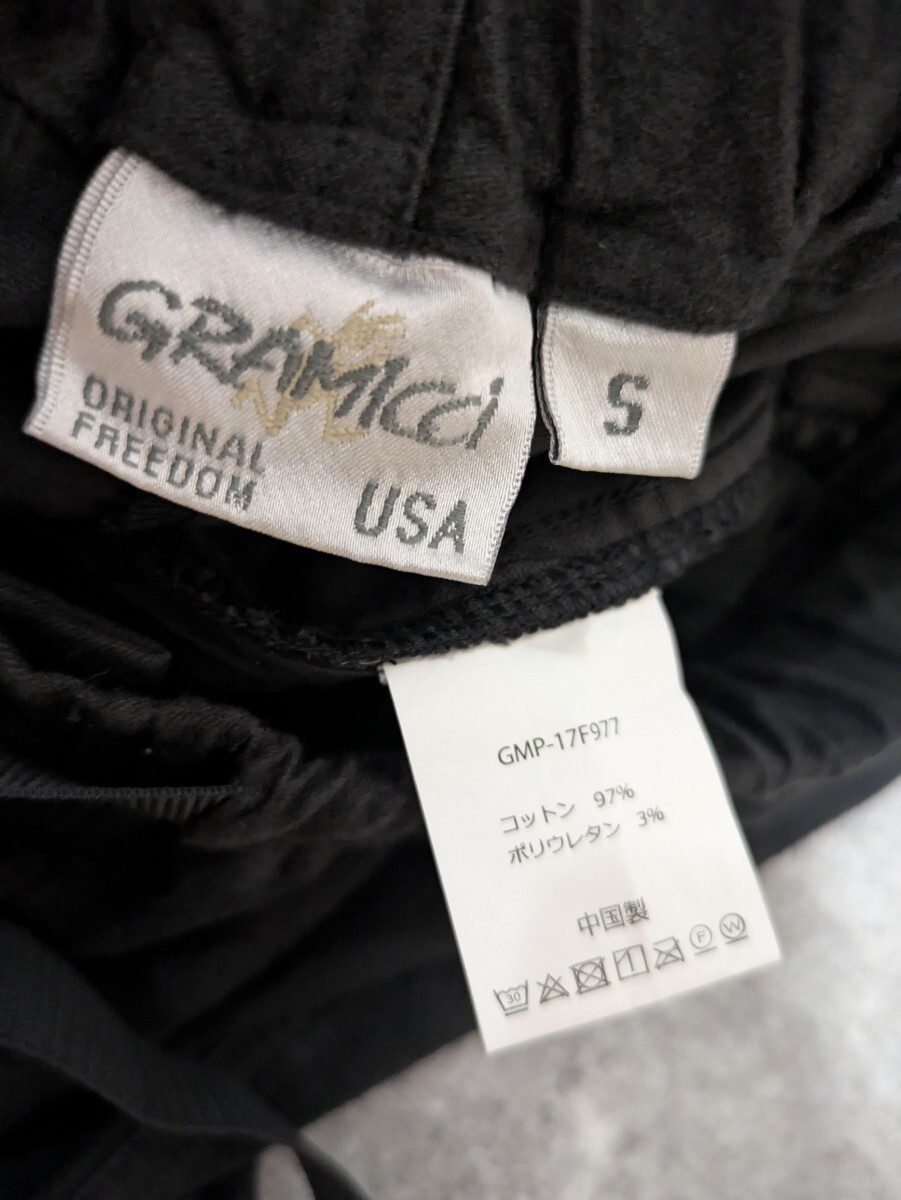 GRAMICCI
ORIGINAL
FREEDOM
USA
S
GMP-17F977
コットン 97%
ポリウレタン 3%
中国製
30
F
W